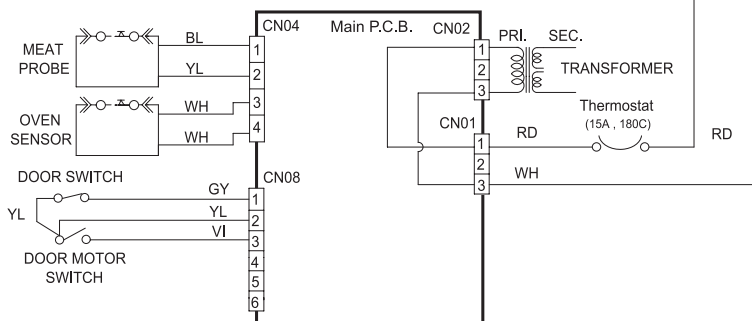 CN04
Main P.C.B.
CN02
PRI.
SEC.
MEAT
PROBE
BL
YL
1
2
3
4
1
2
3
TRANSFORMER
OVEN
SENSOR
WH
WH
Thermostat
(15A , 180C)
CN01
1
2
3
RD
RD
WH
DOOR SWITCH
CN08
GY
YL
YL
VI
1
2
3
4
5
6
DOOR MOTOR
SWITCH